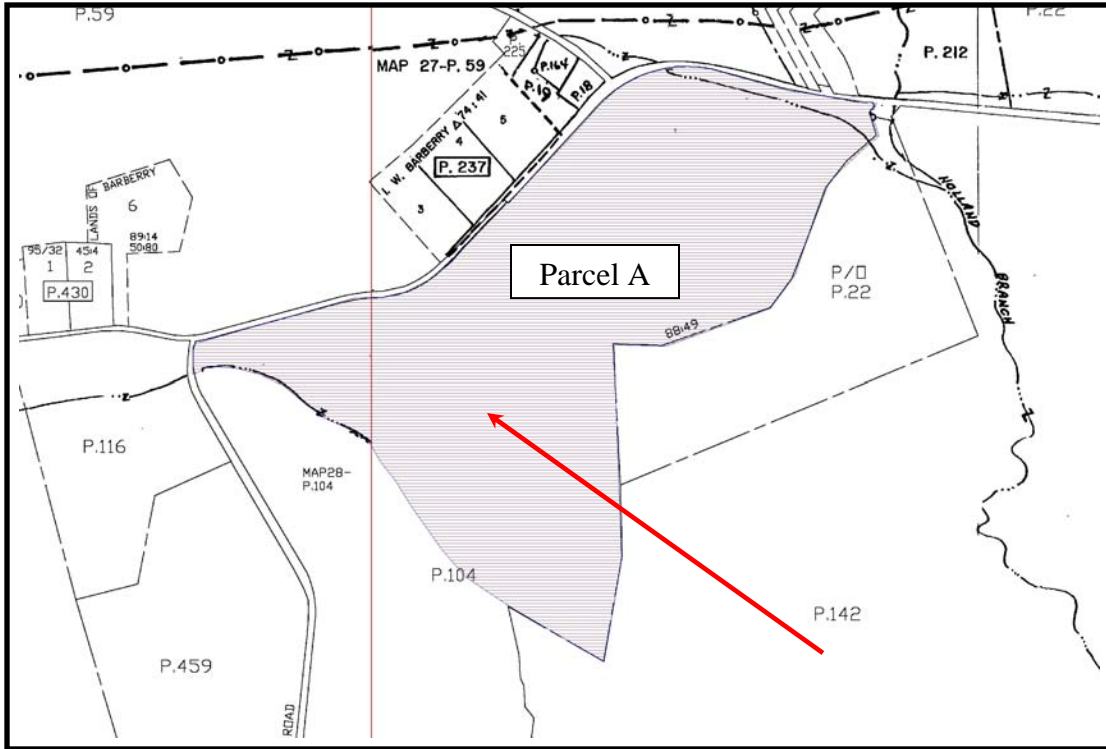 P.59
P.22
6
225
P.164
P. 212
MAP 27-P. 59
P.19
P.18
L. W. BARBERRY △ 74:41
5
4
P. 237
3
LANDS OF BARBERRY
6
HOLLAND BRANCH
89:14
50:80
95/32
1
45:4
2
P.430
Parcel A
P/O
P.22
88:49
P.116
MAP28-
P.104
P.104
P.142
P.459
ROAD